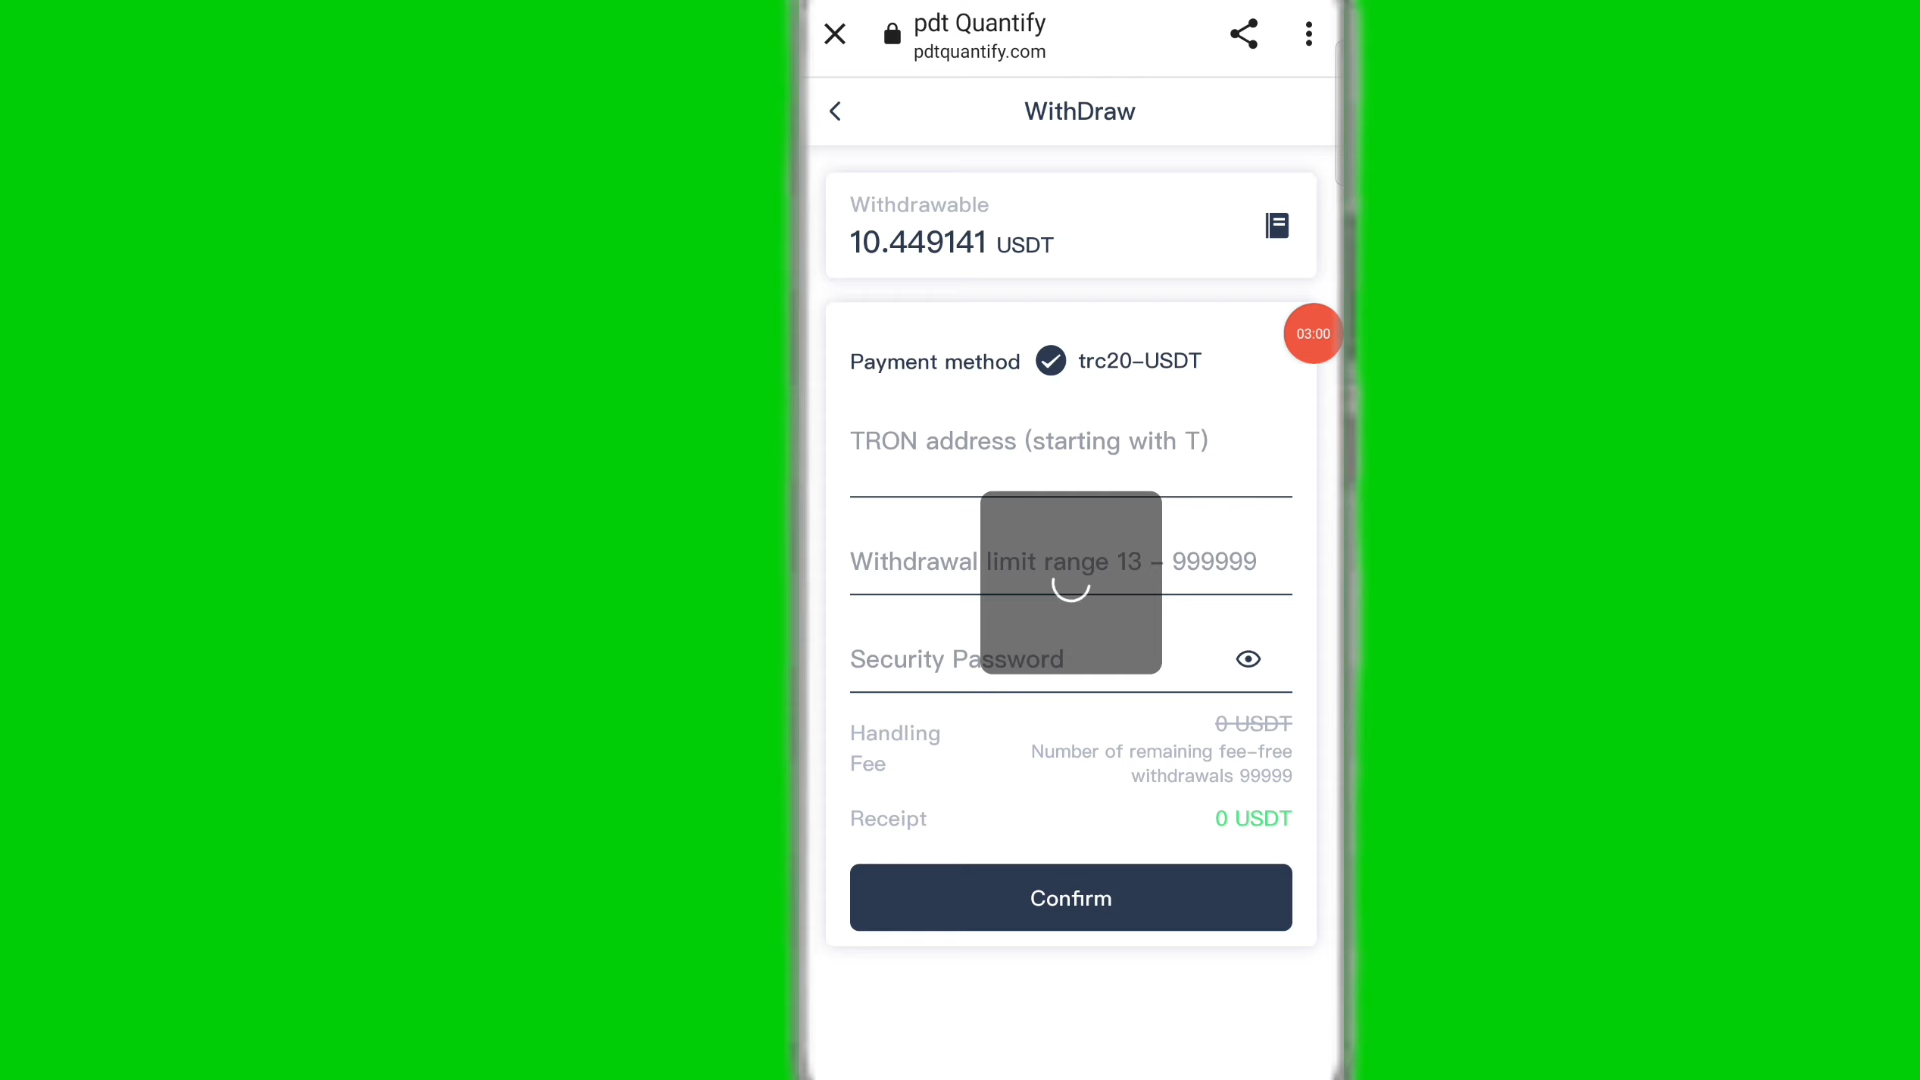 pdt Quantify
pdtquantify.com
WithDraw
Withdrawable
10.449141 USDT
03:00
Payment method trc20-USDT
TRON address (starting with T)
Withdrawal limit range 13 - 999999
Security Password
0 USDT
Handling Fee
Number of remaining fee-free
withdrawals 99999
Receipt 0 USDT
Confirm